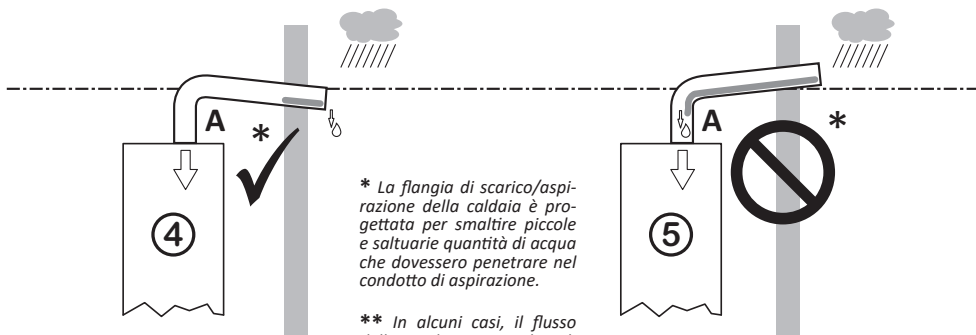 A
*
4
* La flangia di scarico/aspi-
razione della caldaia è pro-
gettata per smaltire piccole
e saltuarie quantità di acqua
che dovessero penetrare nel
condotto di aspirazione.
** In alcuni casi, il flusso
A
*
5